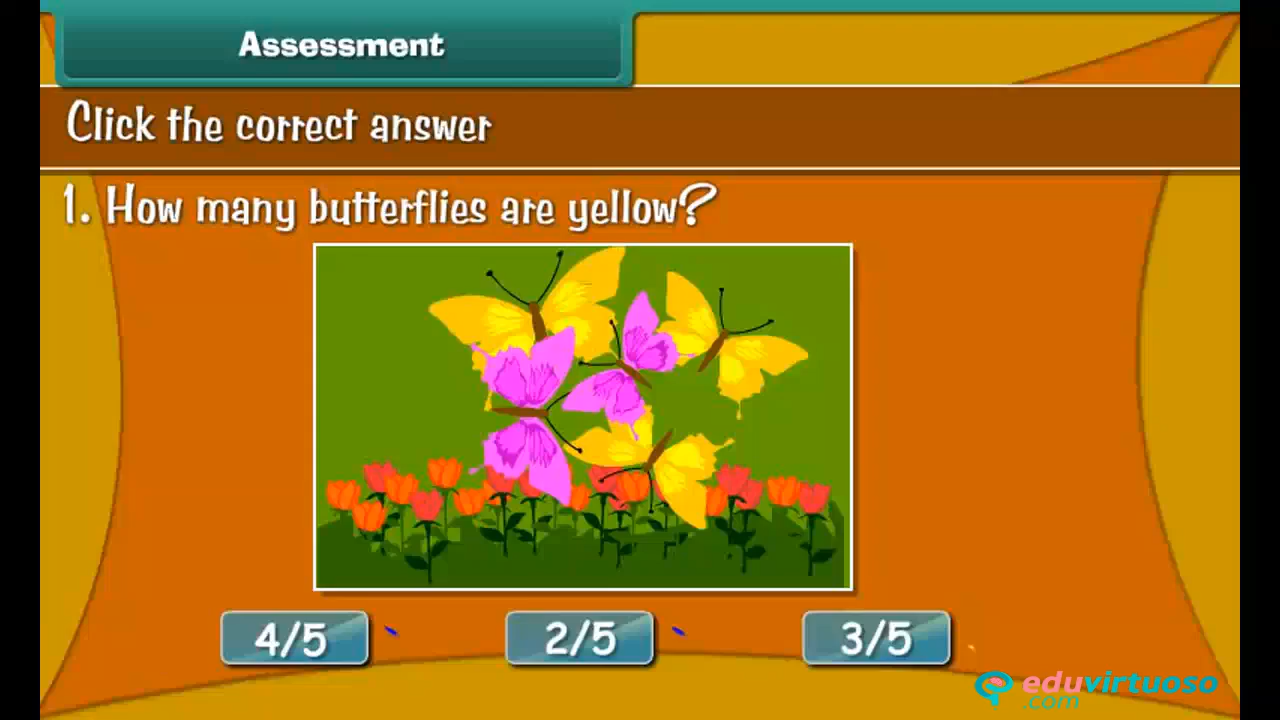 Assessment
Click the correct answer
1. How many butterflies are yellow?
4/5 2/5 3/5
eduvirtuoso
.com